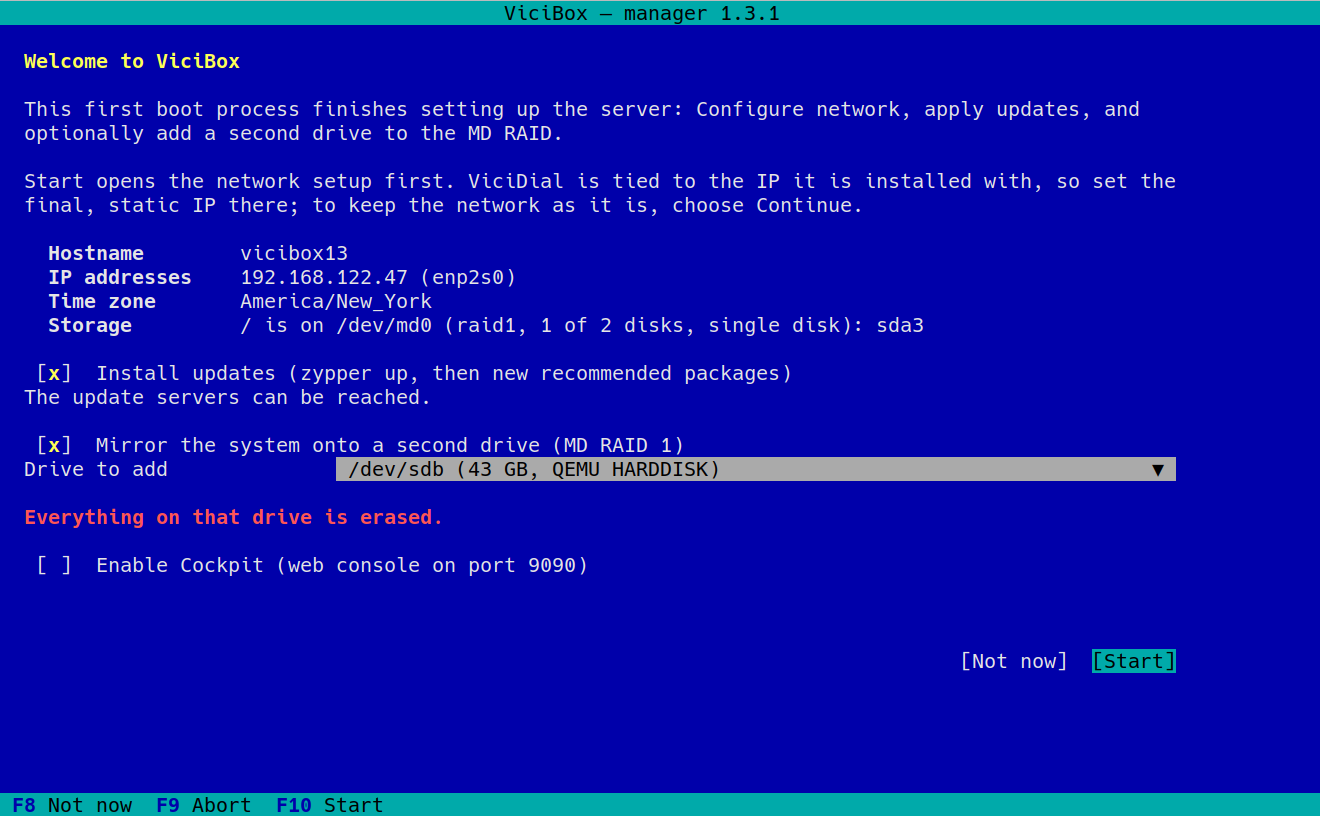 ViciBox — manager 1.3.1
Welcome to ViciBox
This first boot process finishes setting up the server: Configure network, apply updates, and
optionally add a second drive to the MD RAID.
Start opens the network setup first. ViciDial is tied to the IP it is installed with, so set the
final, static IP there; to keep the network as it is, choose Continue.
Hostname vicibox13
IP addresses 192.168.122.47 (enp2s0)
Time zone America/New_York
Storage / is on /dev/md0 (raid1, 1 of 2 disks, single disk): sda3
[x] Install updates (zypper up, then new recommended packages)
The update servers can be reached.
[x] Mirror the system onto a second drive (MD RAID 1)
Drive to add /dev/sdb (43 GB, QEMU HARDDISK) ▼
Everything on that drive is erased.
[ ] Enable Cockpit (web console on port 9090)
[Not now] [Start]
F8 Not now F9 Abort F10 Start